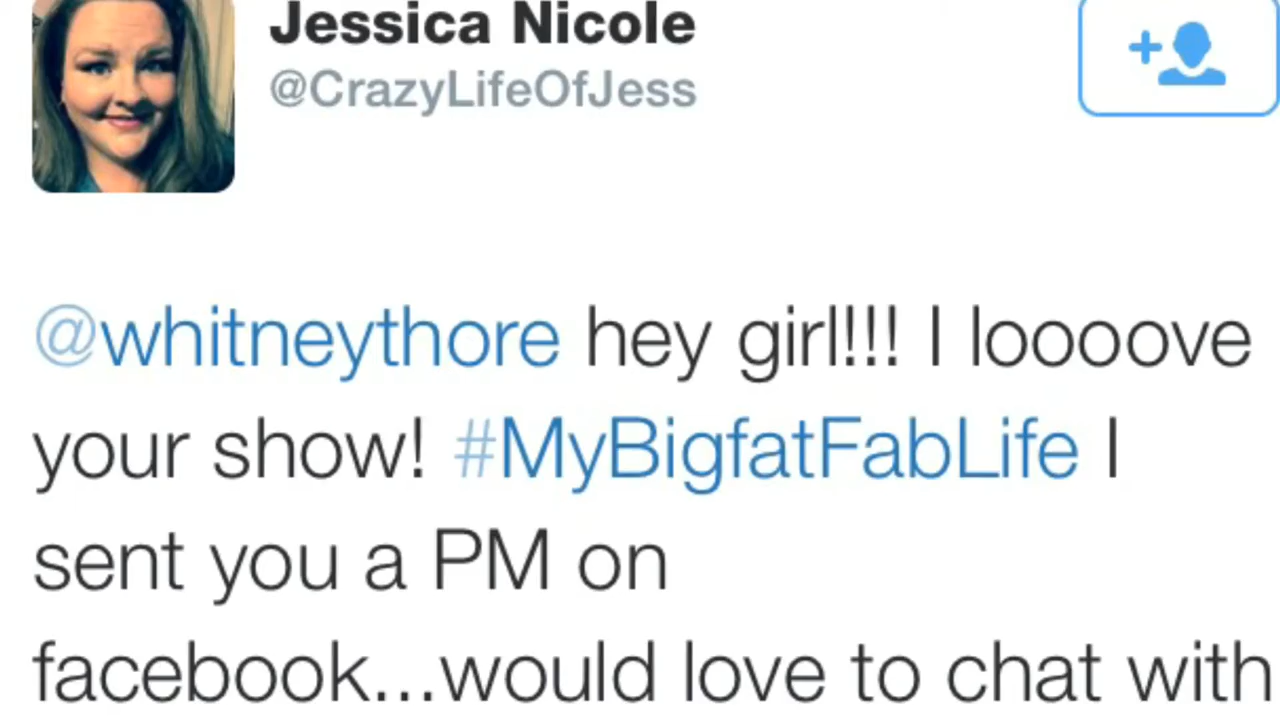 Jessica Nicole
@CrazyLifeOfJess
@whitneythore hey girl!!! I loooove
your show! #MyBigfatFabLife I
sent you a PM on
facebook...would love to chat with